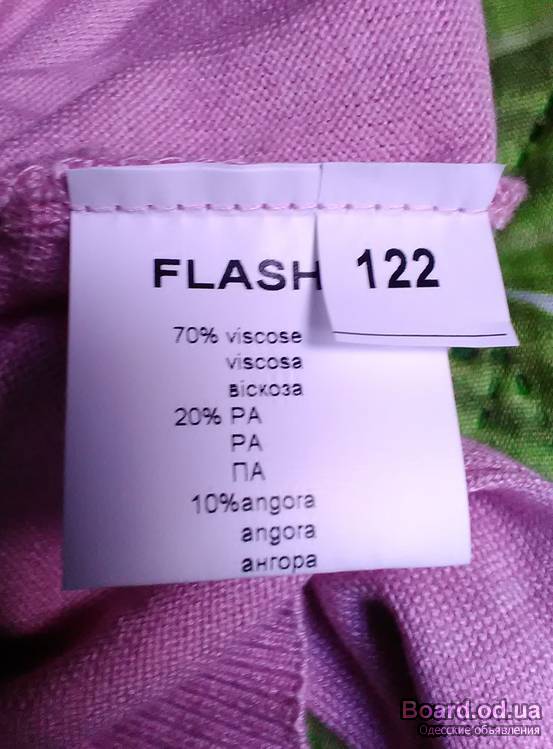 FLASH
122
70% viscose
viscosa
віскоза
20% PA
PA
ПА
10%angora
angora
ангора
Board.od.ua
Одесские объявления